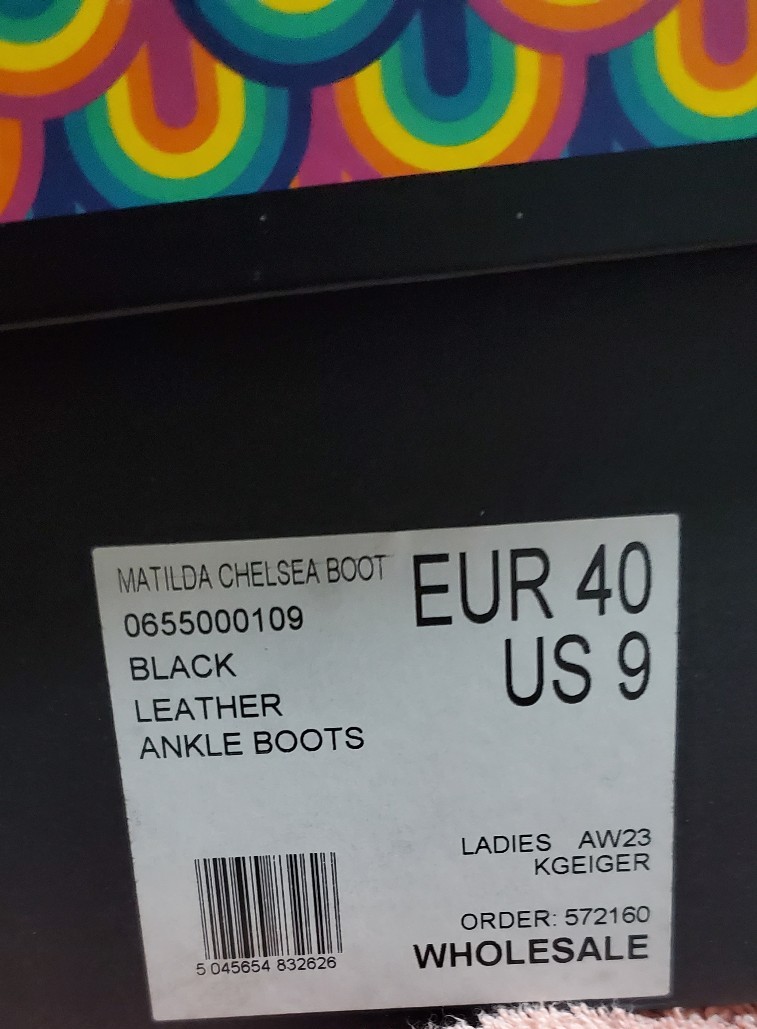 MATILDA CHELSEA BOOT
EUR 40
0655000109
US 9
BLACK
LEATHER
ANKLE BOOTS
LADIES AW23
KGEIGER
ORDER: 572160
WHOLESALE
5 045654 832626